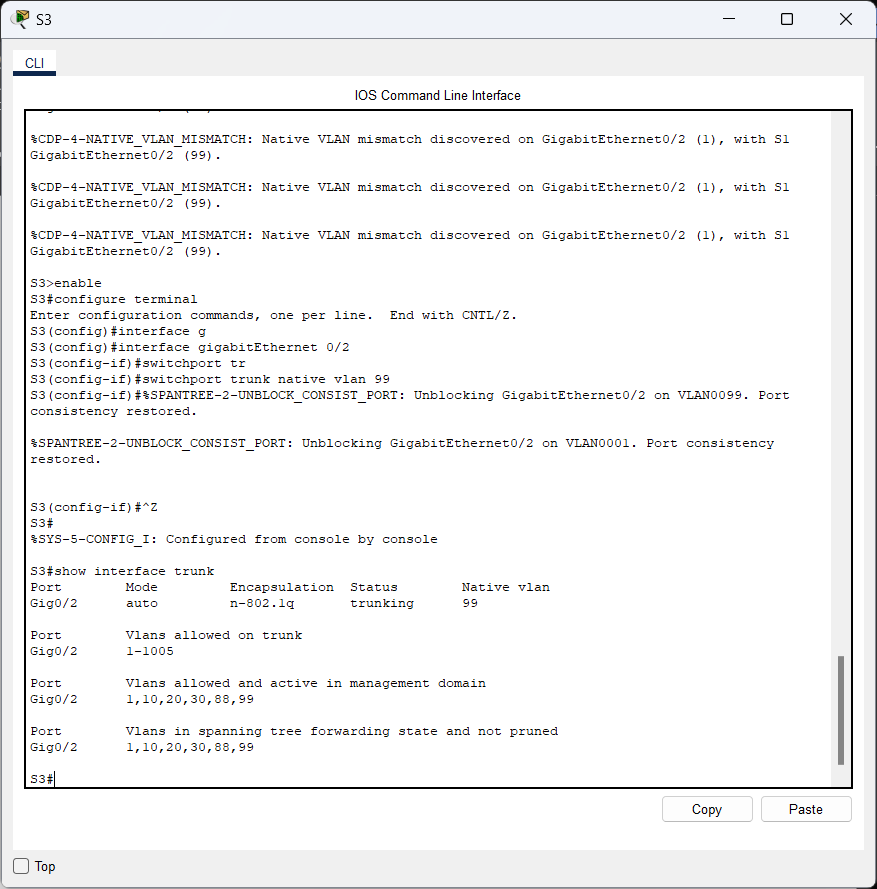 S3
CLI
IOS Command Line Interface
%CDP-4-NATIVE_VLAN_MISMATCH: Native VLAN mismatch discovered on GigabitEthernet0/2 (1), with S1
GigabitEthernet0/2 (99).
%CDP-4-NATIVE_VLAN_MISMATCH: Native VLAN mismatch discovered on GigabitEthernet0/2 (1), with S1
GigabitEthernet0/2 (99).
%CDP-4-NATIVE_VLAN_MISMATCH: Native VLAN mismatch discovered on GigabitEthernet0/2 (1), with S1
GigabitEthernet0/2 (99).
S3>enable
S3#configure terminal
Enter configuration commands, one per line.  End with CNTL/Z.
S3(config)#interface g
S3(config)#interface gigabitEthernet 0/2
S3(config-if)#switchport tr
S3(config-if)#switchport trunk native vlan 99
S3(config-if)#%SPANTREE-2-UNBLOCK_CONSIST_PORT: Unblocking GigabitEthernet0/2 on VLAN0099. Port
consistency restored.
%SPANTREE-2-UNBLOCK_CONSIST_PORT: Unblocking GigabitEthernet0/2 on VLAN0001. Port consistency
restored.
S3(config-if)#^Z
S3#
%SYS-5-CONFIG_I: Configured from console by console
S3#show interface trunk
Port        Mode         Encapsulation  Status        Native vlan
Gig0/2      auto         n-802.1q       trunking      99
Port        Vlans allowed on trunk
Gig0/2      1-1005
Port        Vlans allowed and active in management domain
Gig0/2      1,10,20,30,88,99
Port        Vlans in spanning tree forwarding state and not pruned
Gig0/2      1,10,20,30,88,99
S3#
Copy
Paste
Top